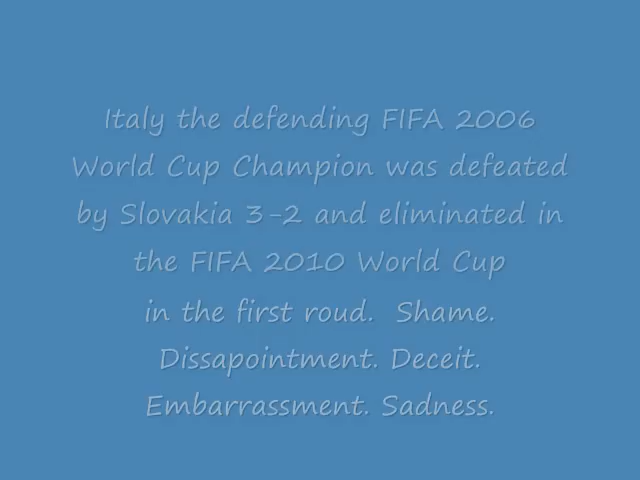 Italy the defending FIFA 2006
World Cup Champion was defeated
by Slovakia 3-2 and eliminated in
the FIFA 2010 World Cup
in the first roud.  Shame.
Dissapointment. Deceit.
Embarrassment. Sadness.